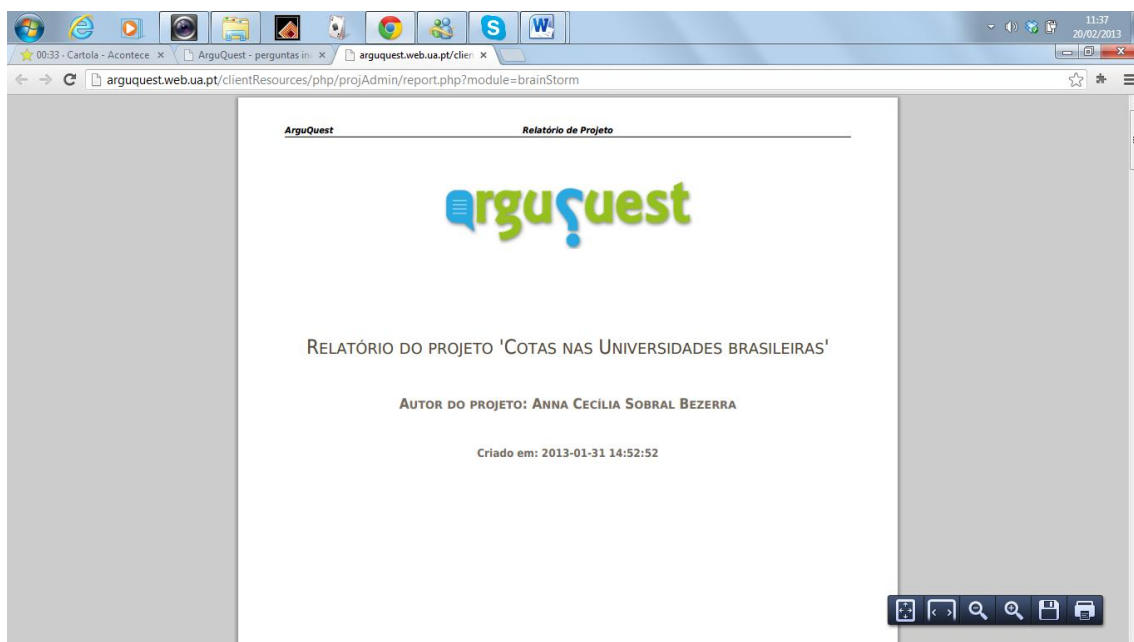 11:37
20/02/2013
00:33 - Cartola - Acontece
ArguQuest - perguntas in
arguquest.web.ua.pt/clien
arguquest.web.ua.pt/clientResources/php/projAdmin/report.php?module=brainStorm
ArguQuest Relatório de Projeto
arguquest
RELATÓRIO DO PROJETO 'COTAS NAS UNIVERSIDADES BRASILEIRAS'
AUTOR DO PROJETO: ANNA CECÍLIA SOBRAL BEZERRA
Criado em: 2013-01-31 14:52:52